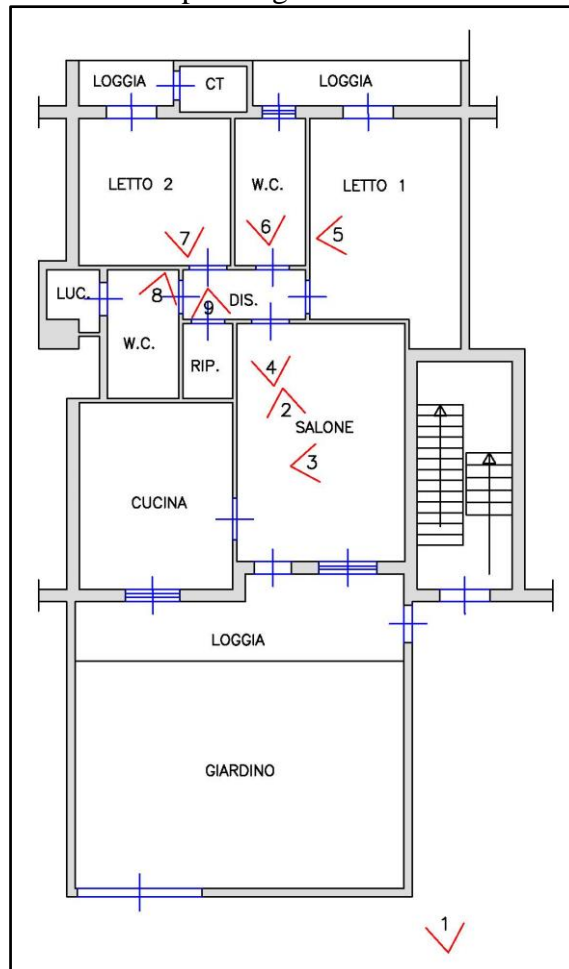 LOGGIA
CT
LOGGIA
LETTO 2
W.C.
LETTO 1
7
6
5
LUC.
8
9
DIS.
W.C.
RIP.
4
2
SALONE
3
CUCINA
LOGGIA
GIARDINO
1